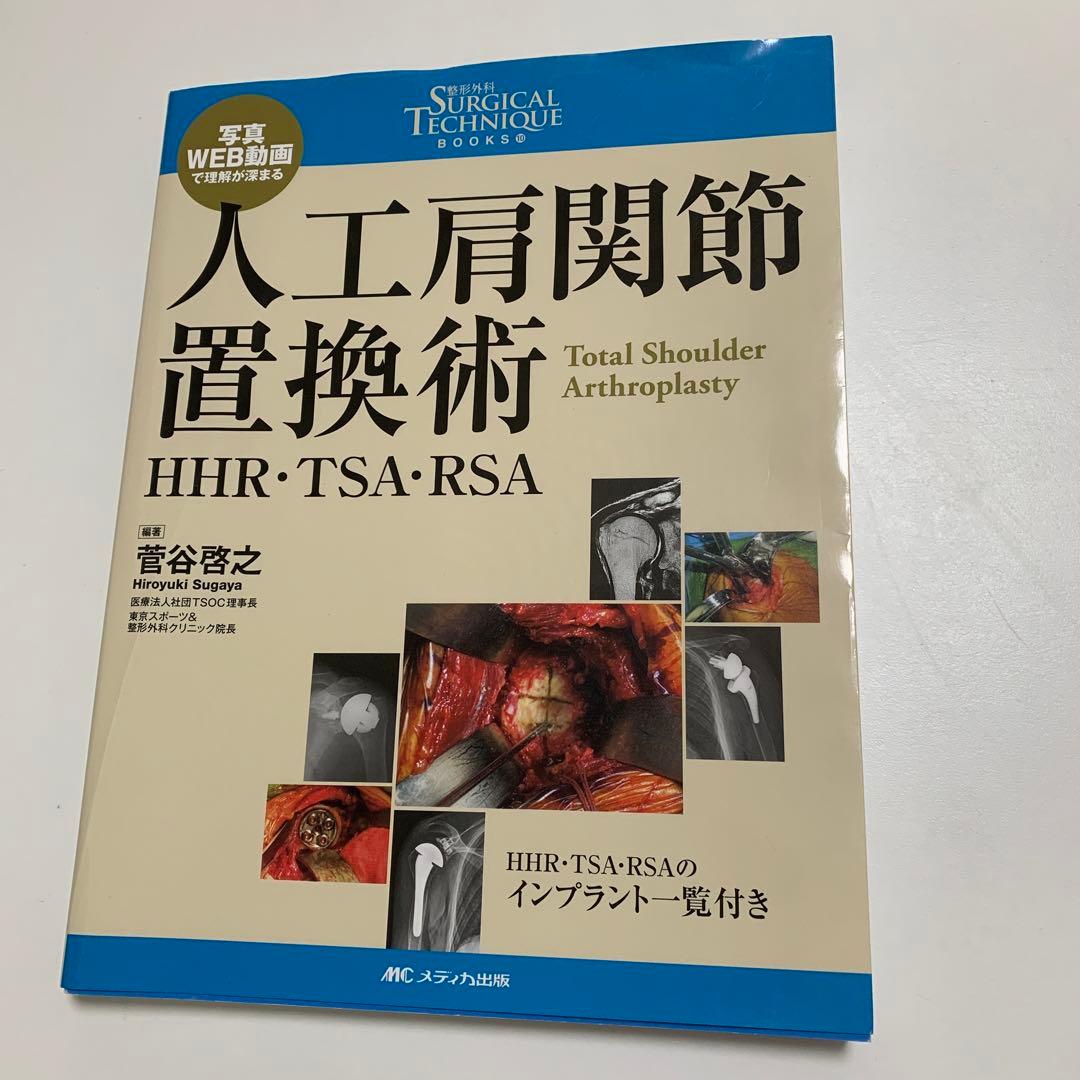 整形外科
SURGICAL
TECHNIQUE
BOOKS 10
写真
WEB動画
で理解が深まる
人工肩関節
置換術
Total Shoulder
Arthroplasty
HHR・TSA・RSA
編著
菅谷啓之
Hiroyuki Sugaya
医療法人社団TSOC理事長
東京スポーツ&
整形外科クリニック院長
HHR・TSA・RSAの
インプラント一覧付き
MC メディカ出版